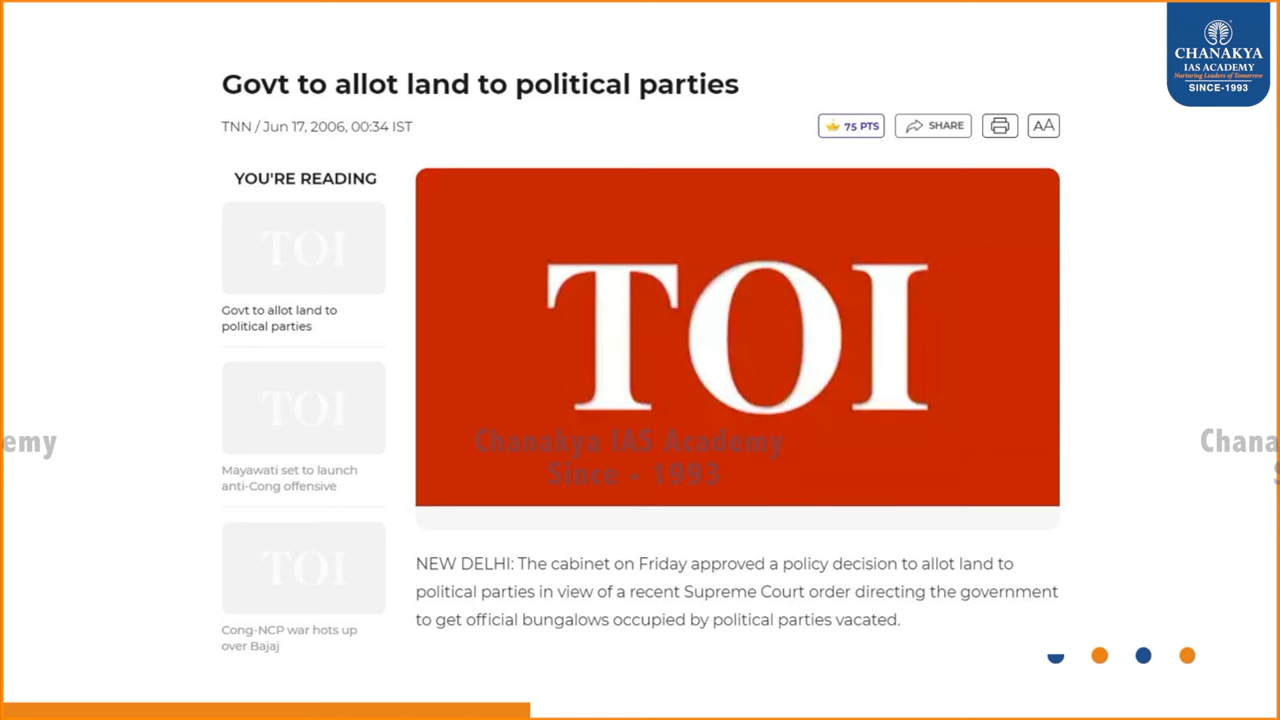 CHANAKYA
IAS ACADEMY
Nurturing Leaders of Tomorrow
SINCE-1993
Govt to allot land to political parties
TNN / Jun 17, 2006, 00:34 IST
75 PTS
SHARE
AA
YOU'RE READING
TOI
Govt to allot land to
political parties
TOI
Mayawati set to launch
anti-Cong offensive
TOI
Cong-NCP war hots up
over Bajaj
TOI
emy
Chanakya IAS Academy
Since - 1993
Chana
S
NEW DELHI: The cabinet on Friday approved a policy decision to allot land to
political parties in view of a recent Supreme Court order directing the government
to get official bungalows occupied by political parties vacated.